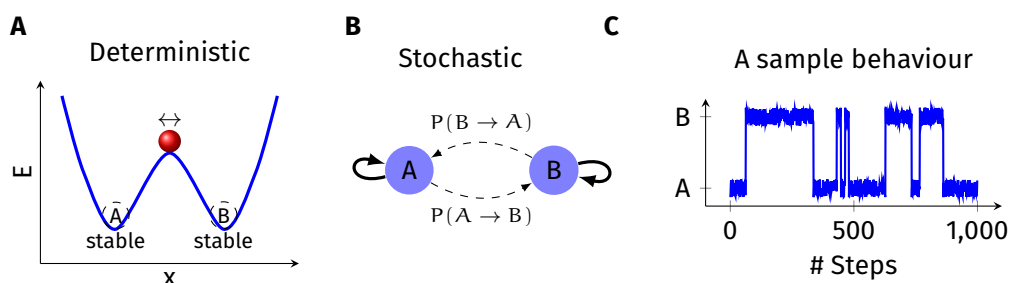 A
Deterministic
E
↔
(A)
stable
(B)
stable
x
B
Stochastic
P(B → A)
A
B
P(A → B)
C
A sample behaviour
B
A
0
500
1,000
# Steps